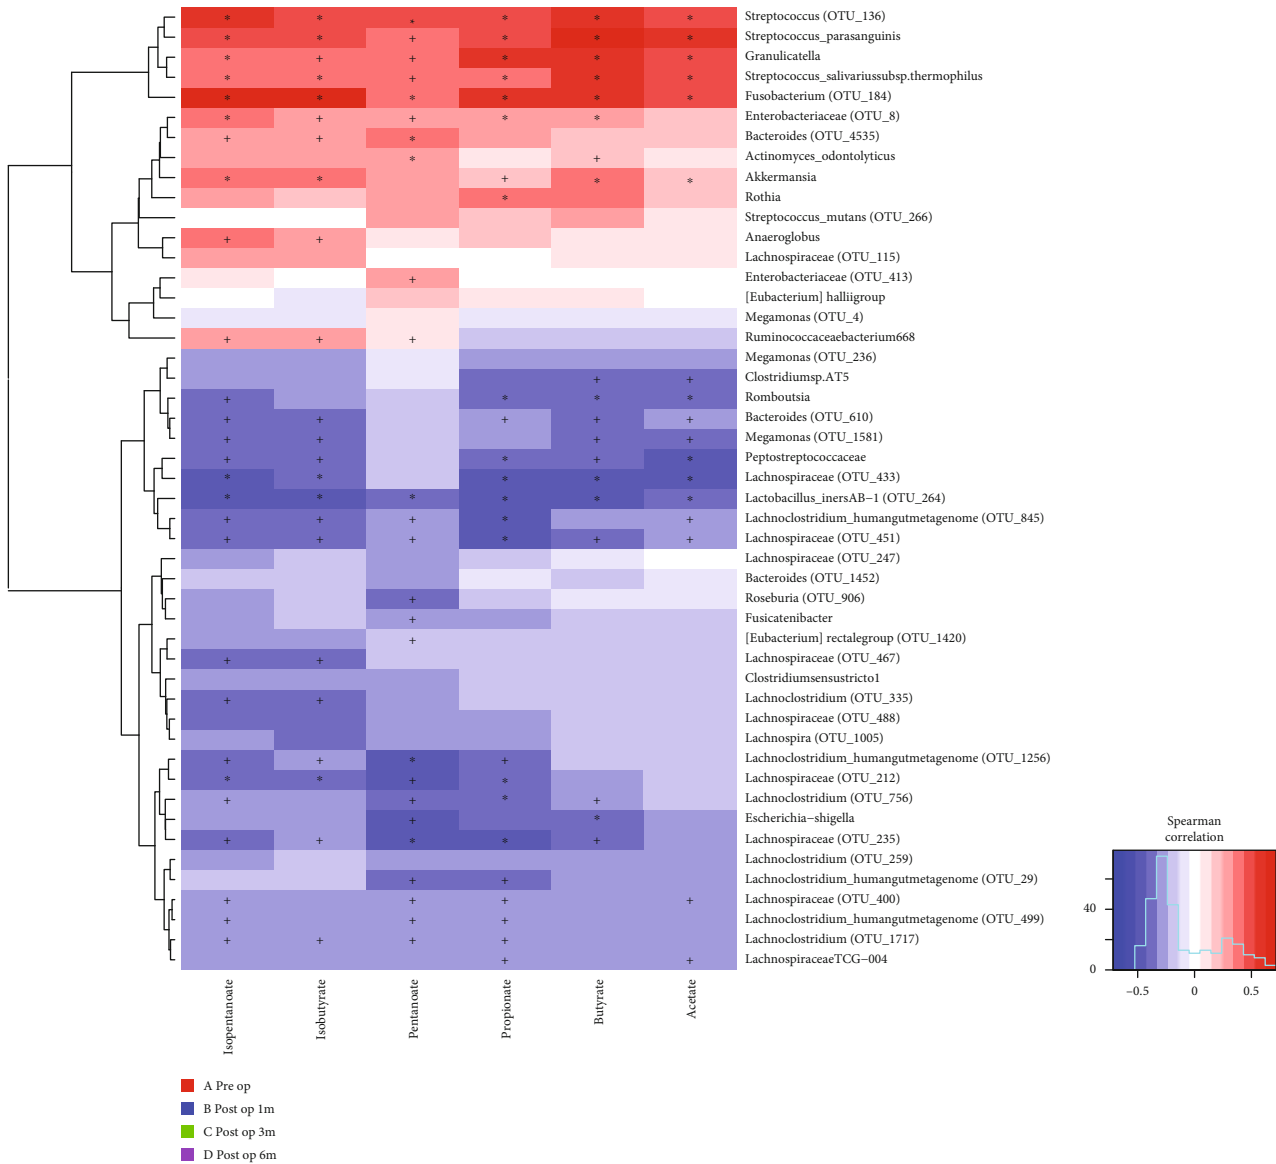 * * * * * * Streptococcus (OTU_136)
* * + * * * Streptococcus_parasanguinis
* + + * * * Granulicatella
* * + * * * Streptococcus_salivariussubsp.thermophilus
* * * * * * Fusobacterium (OTU_184)
* + + * * Enterobacteriaceae (OTU_8)
+ + * Bacteroides (OTU_4535)
* + Actinomyces_odontolyticus
* * + * * Akkermansia
* Rothia
Streptococcus_mutans (OTU_266)
+ + Anaeroglobus
Lachnospiraceae (OTU_115)
+ Enterobacteriaceae (OTU_413)
[Eubacterium] halliigroup
Megamonas (OTU_4)
+ + + Ruminococcaceaebacterium668
Megamonas (OTU_236)
+ + Clostridiumsp.AT5
+ * * * Romboutsia
+ + + + + Bacteroides (OTU_610)
+ + + + Megamonas (OTU_1581)
+ + * + * Peptostreptococcaceae
* * * * * Lachnospiraceae (OTU_433)
* * * * * * Lactobacillus_inersAB−1 (OTU_264)
+ + + * + Lachnoclostridium_humangutmetagenome (OTU_845)
+ + + * + + Lachnospiraceae (OTU_451)
Lachnospiraceae (OTU_247)
Bacteroides (OTU_1452)
+ Roseburia (OTU_906)
+ Fusicatenibacter
+ [Eubacterium] rectalegroup (OTU_1420)
+ + Lachnospiraceae (OTU_467)
Clostridiumsensustricto1
+ + Lachnoclostridium (OTU_335)
Lachnospiraceae (OTU_488)
Lachnospira (OTU_1005)
+ + * + Lachnoclostridium_humangutmetagenome (OTU_1256)
* * + * Lachnospiraceae (OTU_212)
+ + * + Lachnoclostridium (OTU_756)
+ * Escherichia−shigella
+ + * * + Lachnospiraceae (OTU_235)
Lachnoclostridium (OTU_259)
+ + Lachnoclostridium_humangutmetagenome (OTU_29)
+ + + + Lachnospiraceae (OTU_400)
+ + + Lachnoclostridium_humangutmetagenome (OTU_499)
+ + + + Lachnoclostridium (OTU_1717)
+ + LachnospiraceaeTCG−004
Isopentanoate
Isobutyrate
Pentanoate
Propionate
Butyrate
Acetate
Spearman
correlation
40
0
−0.5 0 0.5
A Pre op
B Post op 1m
C Post op 3m
D Post op 6m